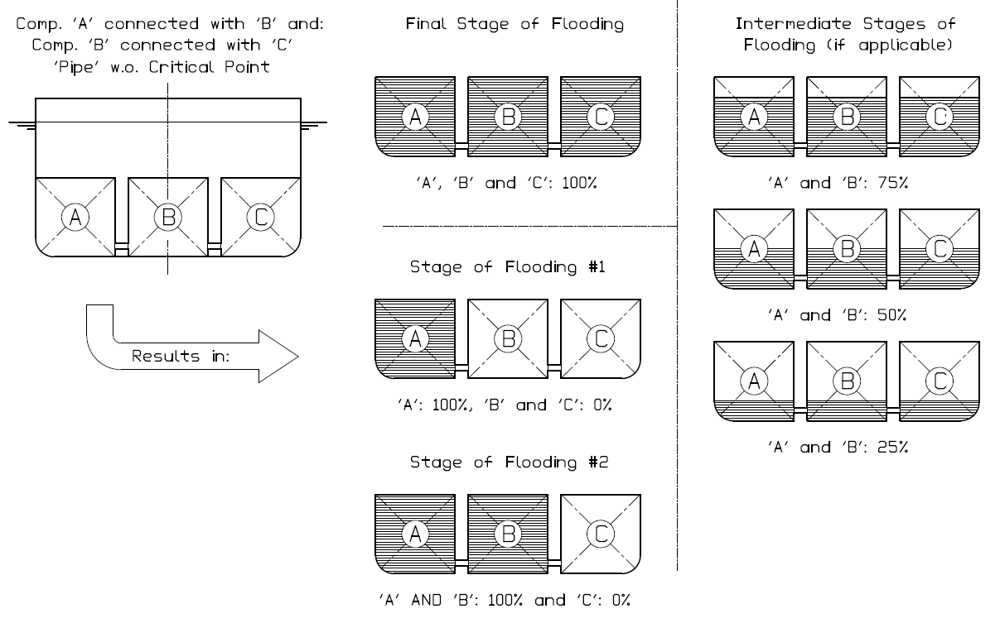 Comp. 'A' connected with 'B' and:
Comp. 'B' connected with 'C'
'Pipe' w.o. Critical Point
A
B
C
Results in:
Final Stage of Flooding
A
B
C
'A', 'B' and 'C': 100%
Stage of Flooding #1
A
B
C
'A': 100%, 'B' and 'C': 0%
Stage of Flooding #2
A
B
C
'A' AND 'B': 100% and 'C': 0%
Intermediate Stages of
Flooding (if applicable)
A
B
C
'A' and 'B': 75%
A
B
C
'A' and 'B': 50%
A
B
C
'A' and 'B': 25%